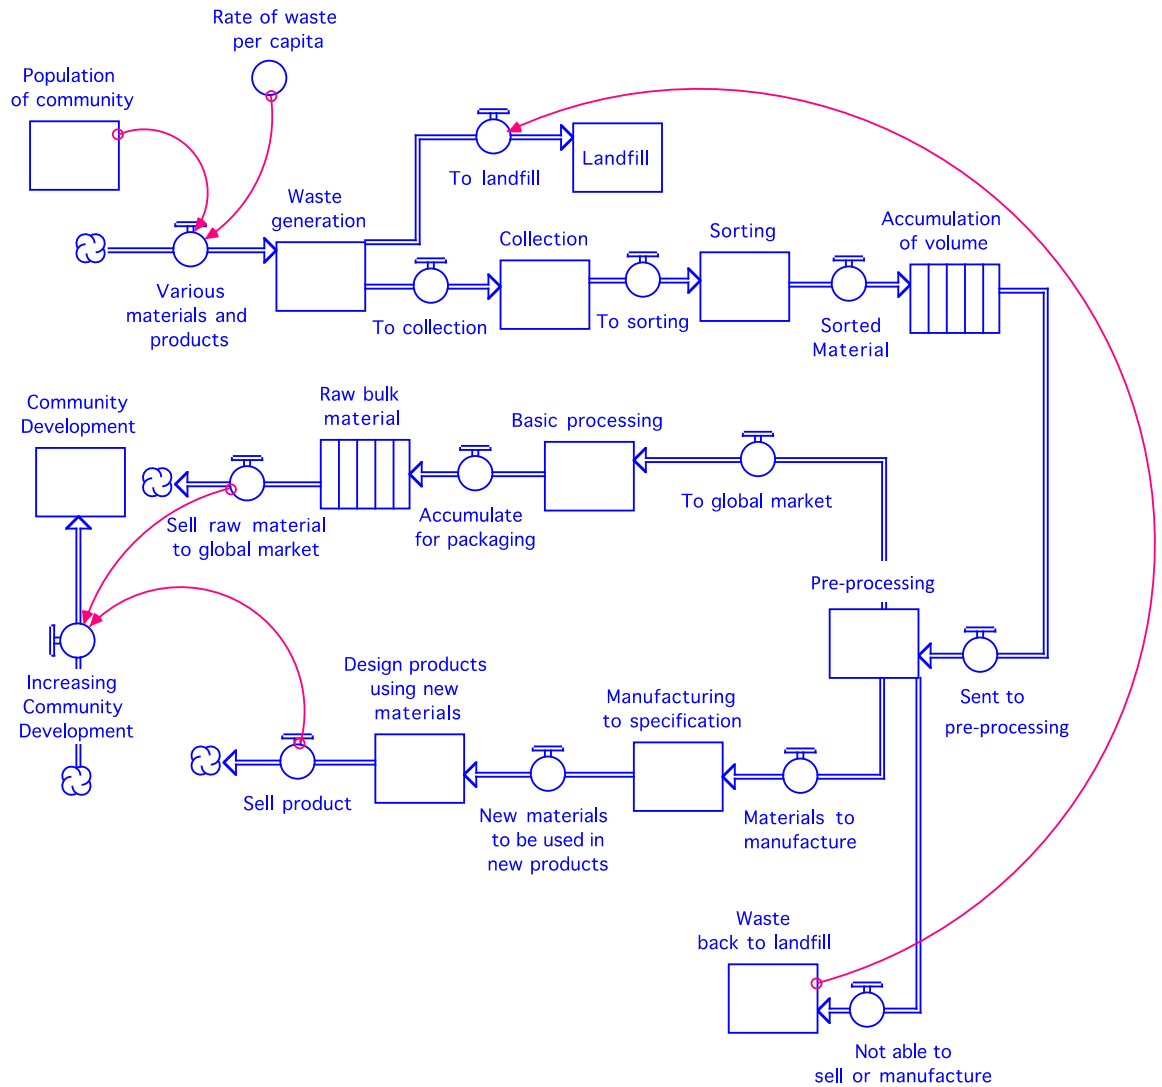 Rate of waste
per capita
Population
of community
To landfill
Landfill
Waste
generation
Various
materials and
products
To collection
Collection
To sorting
Sorting
Sorted
Material
Accumulation
of volume
Community
Development
Raw bulk
material
Basic processing
To global market
Sell raw material
to global market
Accumulate
for packaging
Pre-processing
Sent to
pre-processing
Increasing
Community
Development
Design products
using new
materials
Manufacturing
to specification
Sell product
New materials
to be used in
new products
Materials to
manufacture
Waste
back to landfill
Not able to
sell or manufacture